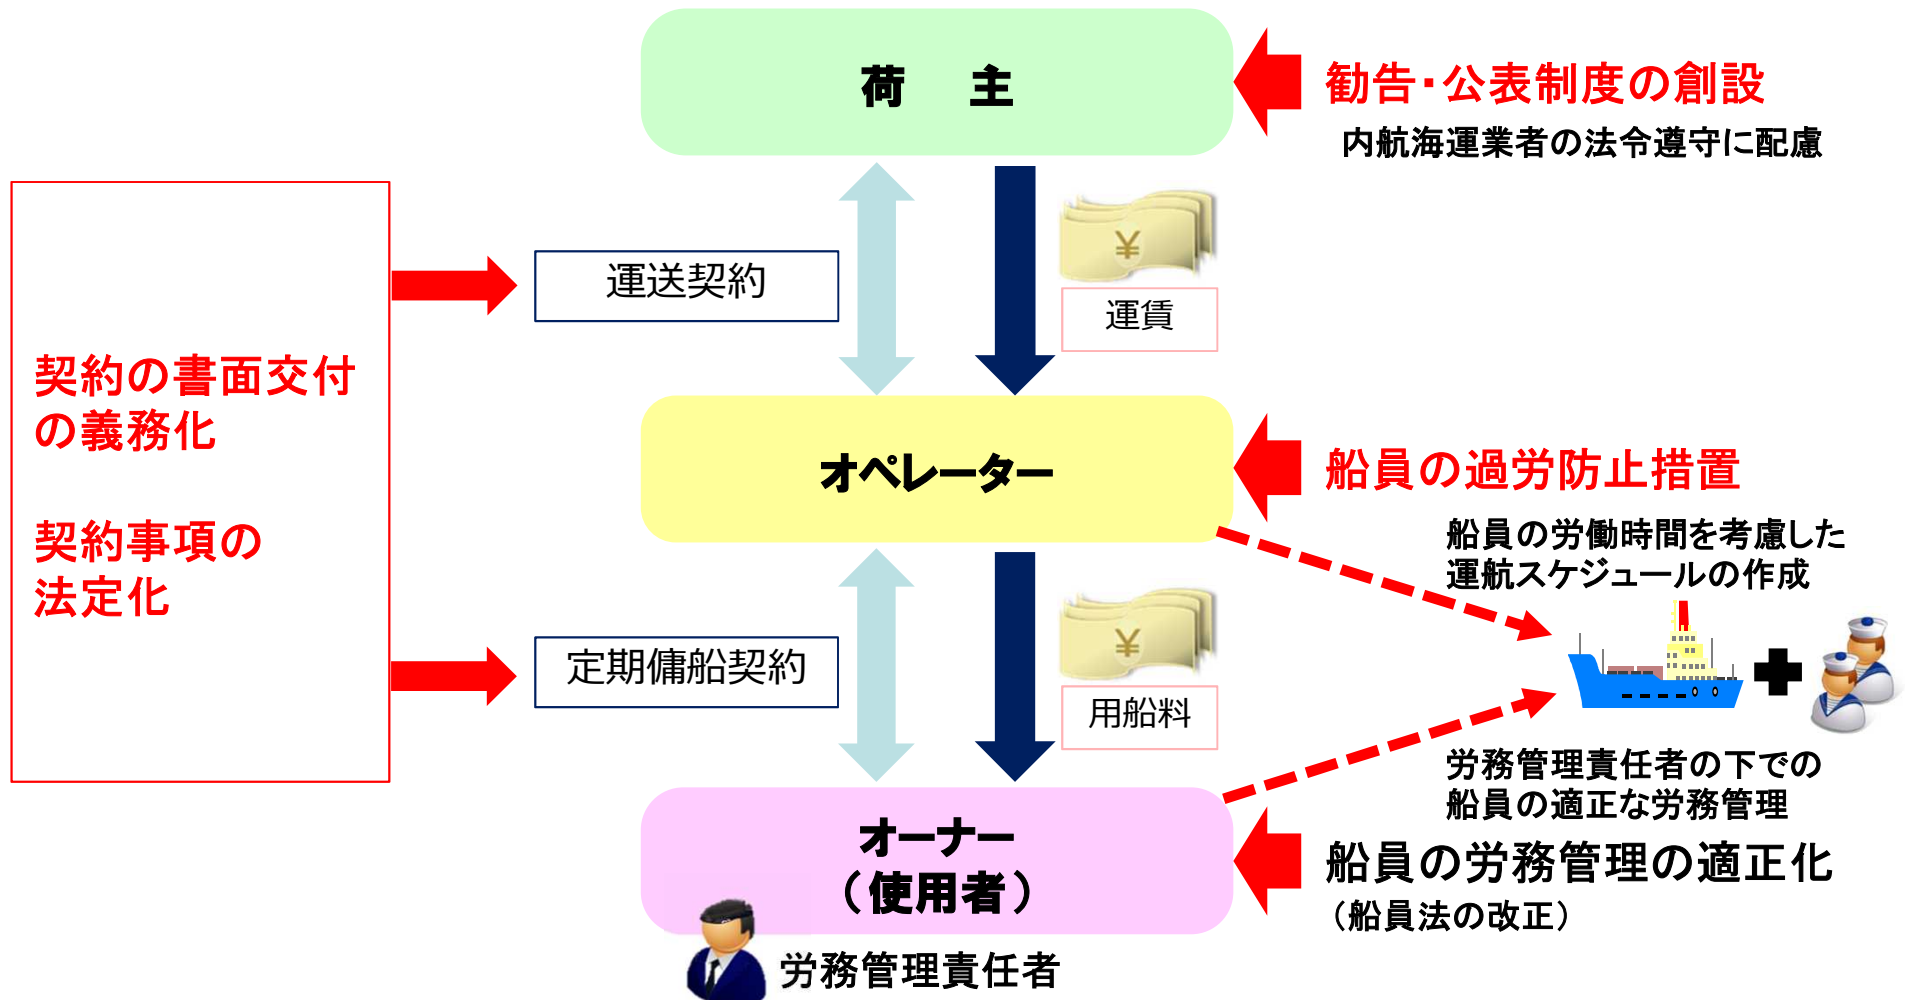 荷　主
勧告・公表制度の創設
内航海運業者の法令遵守に配慮
運送契約
¥
運賃
契約の書面交付
の義務化
契約事項の
法定化
オペレーター
船員の過労防止措置
船員の労働時間を考慮した
運航スケジュールの作成
定期傭船契約
¥
用船料
労務管理責任者の下での
船員の適正な労務管理
オーナー
（使用者）
船員の労務管理の適正化
（船員法の改正）
労務管理責任者